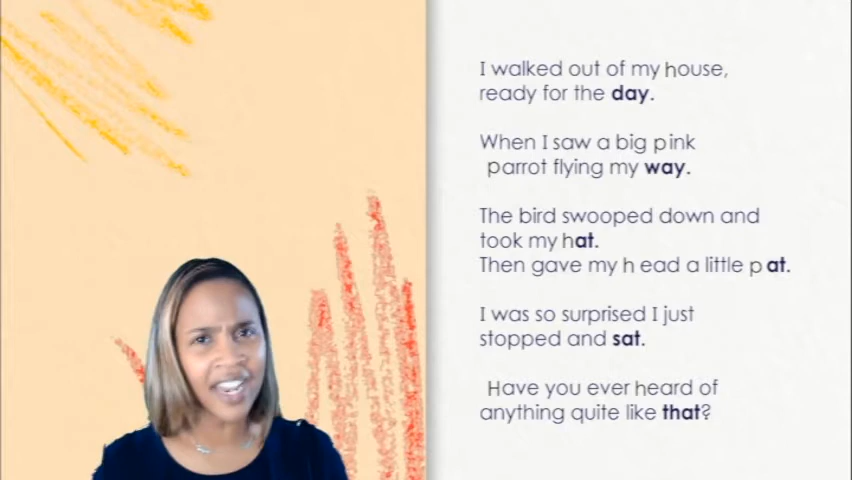 I walked out of my house,
ready for the day.
When I saw a big pink
parrot flying my way.
The bird swooped down and
took my hat.
Then gave my h ead a little p at.
I was so surprised I just
stopped and sat.
Have you ever heard of
anything quite like that?